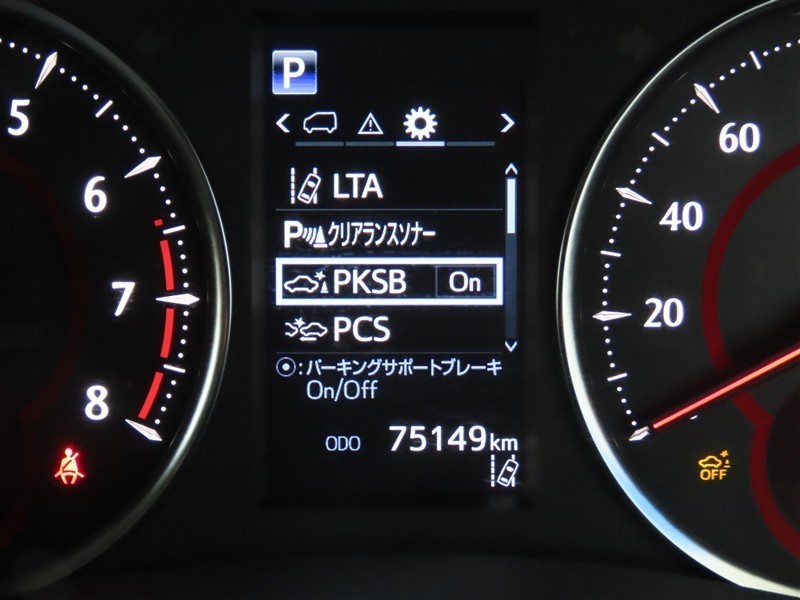 P
LTA
Pクリアランスソナー
PKSB On
PCS
:パーキングサポートブレーキ
On/Off
ODO 75149km
5
6
7
8
60
40
20
OFF